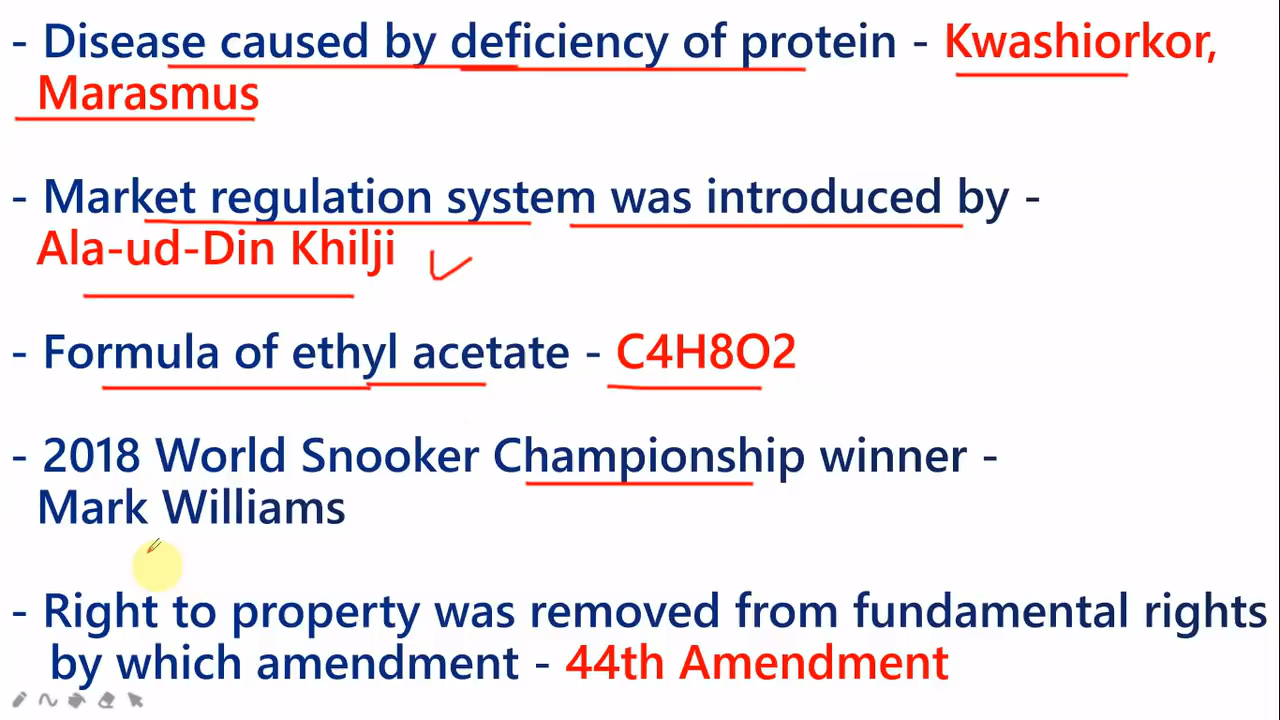 - Disease caused by deficiency of protein - Kwashiorkor,
Marasmus
- Market regulation system was introduced by -
Ala-ud-Din Khilji
- Formula of ethyl acetate - C4H8O2
- 2018 World Snooker Championship winner -
Mark Williams
- Right to property was removed from fundamental rights
by which amendment - 44th Amendment